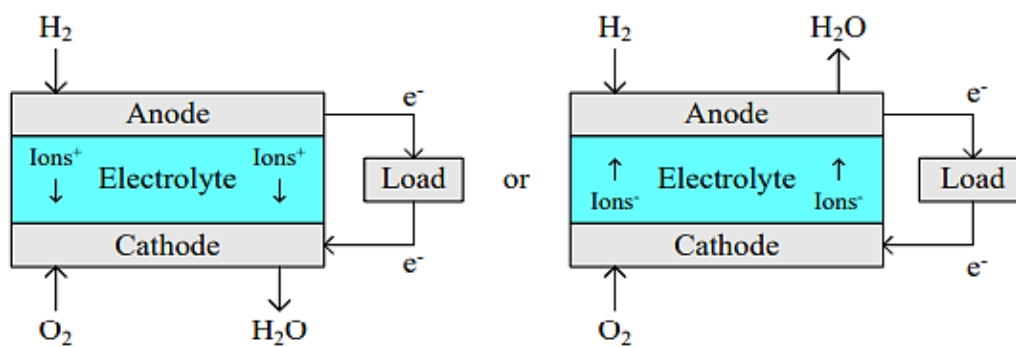 H₂
e⁻
Anode
Ions⁺ Ions⁺
Electrolyte
Load
Cathode
e⁻
O₂ H₂O
or
H₂ H₂O
e⁻
Anode
Electrolyte
Ions⁻ Ions⁻
Load
Cathode
e⁻
O₂